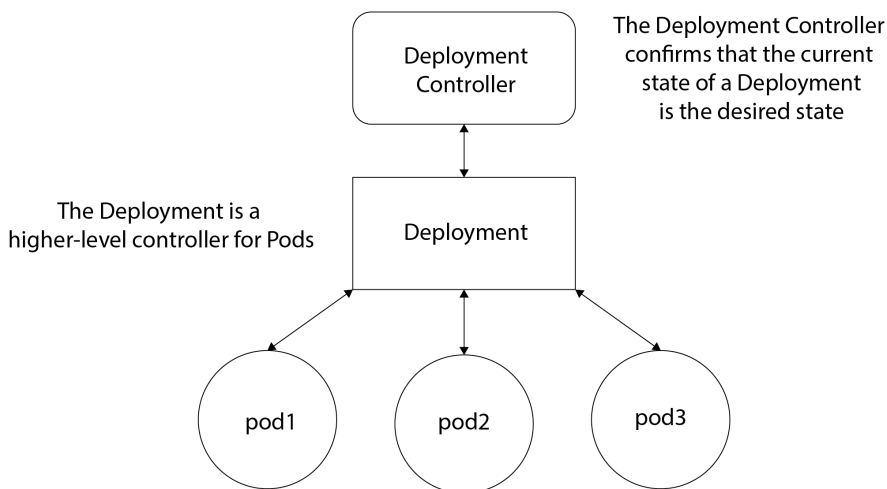 Deployment
Controller
The Deployment Controller
confirms that the current
state of a Deployment
is the desired state
The Deployment is a
higher-level controller for Pods
Deployment
pod1
pod2
pod3